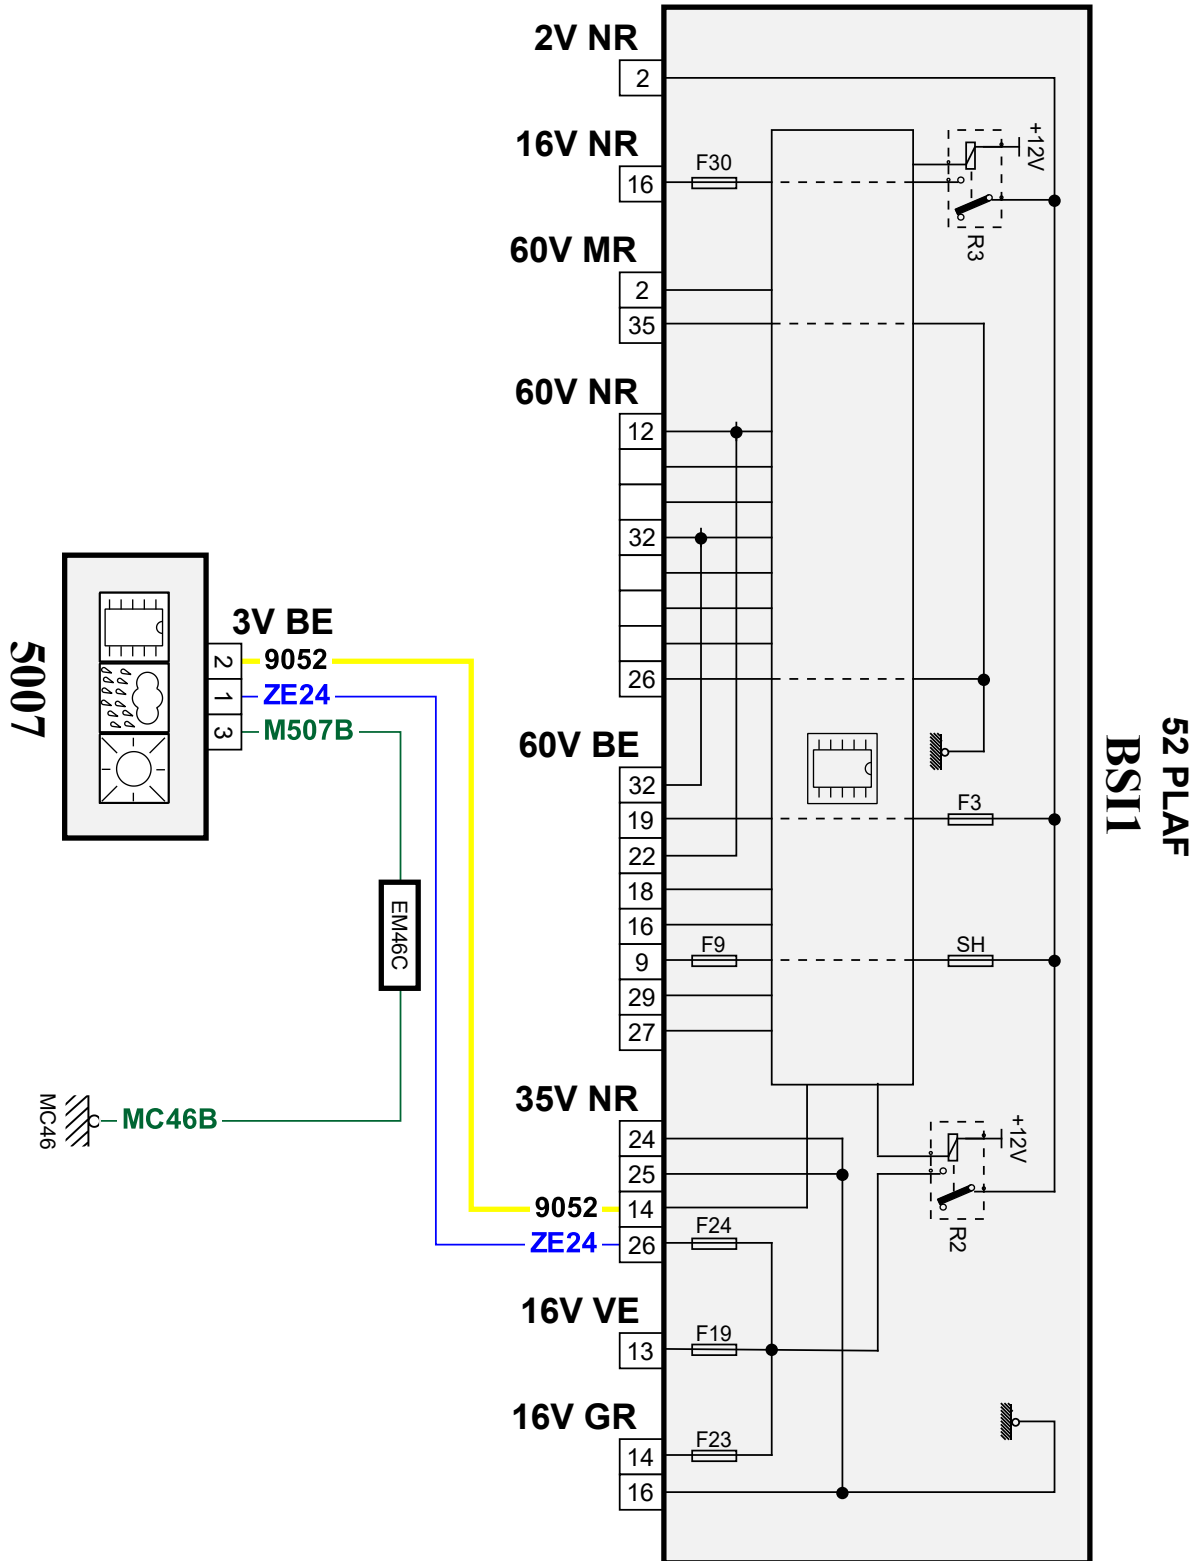 2V NR
2
16V NR
16
F30
+12V
R3
60V MR
2
35
60V NR
12
32
26
3V BE
2
9052
1
ZE24
3
M507B
5007
60V BE
32
19
F3
22
18
16
9
F9
SH
29
27
52 PLAF
BSI1
EM46C
MC46B
MC46
35V NR
24
25
9052
14
ZE24
26
F24
+12V
R2
16V VE
13
F19
16V GR
14
F23
16